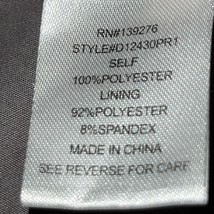 RN#139276
STYLE#D12430PR1
SELF
100%POLYESTER
LINING
92%POLYESTER
8%SPANDEX
MADE IN CHINA
SEE REVERSE FOR CARE